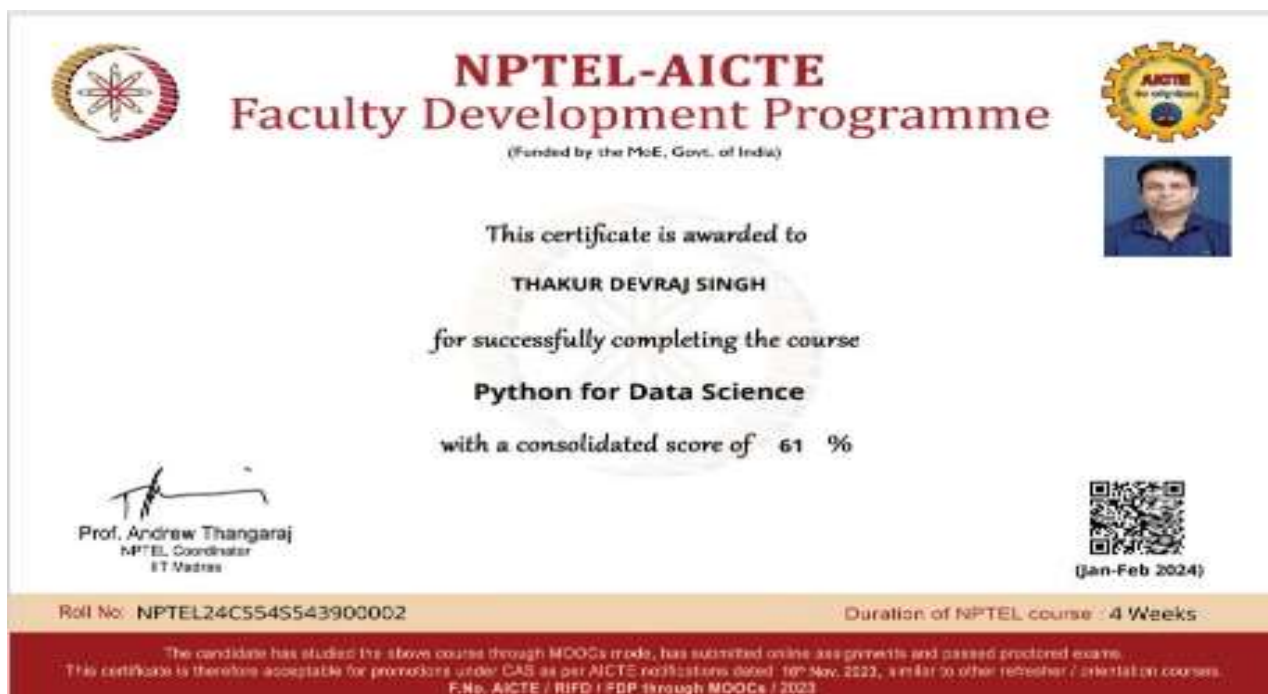 NPTEL-AICTE
Faculty Development Programme
(Funded by the MoE, Govt. of India)
AICTE
This certificate is awarded to
THAKUR DEVRAJ SINGH
for successfully completing the course
Python for Data Science
with a consolidated score of 61 %
Prof. Andrew Thangaraj
NPTEL Coordinator
IIT Madras
(Jan-Feb 2024)
Roll No: NPTEL24CS54S543900002
Duration of NPTEL course : 4 Weeks
The candidate has studied the above course through MOOCs mode, has submitted online assignments and passed proctored exams.
This certificate is therefore acceptable for promotions under CAS as per AICTE notifications dated 16th Nov. 2023, similar to other refresher / orientation courses.
F.No. AICTE / RIFD / FDP through MOOCs / 2023